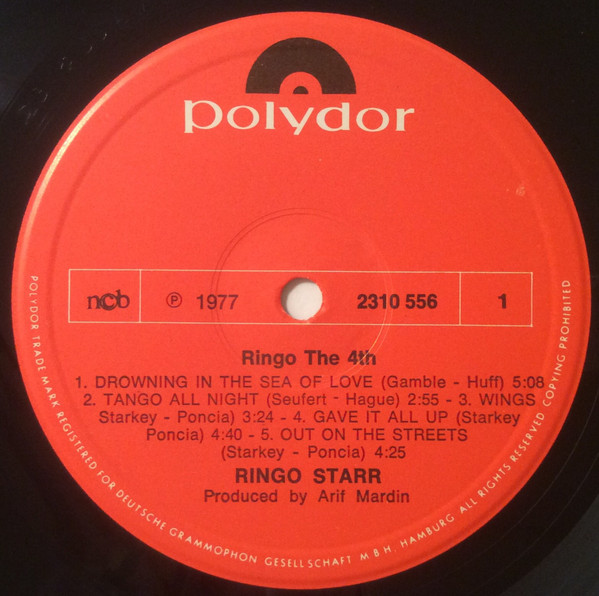 polydor
ncb ℗ 1977 2310 556 1
Ringo The 4th
1. DROWNING IN THE SEA OF LOVE (Gamble - Huff) 5:08
2. TANGO ALL NIGHT (Seufert - Hague) 2:55 - 3. WINGS
Starkey - Poncia) 3:24 - 4. GAVE IT ALL UP (Starkey
Poncia) 4:40 - 5. OUT ON THE STREETS
(Starkey - Poncia) 4:25
RINGO STARR
Produced by Arif Mardin
POLYDOR TRADE MARK REGISTERED FOR DEUTSCHE GRAMMOPHON GESELLSCHAFT M B H. HAMBURG ALL RIGHTS RESERVED COPYING PROHIBITED